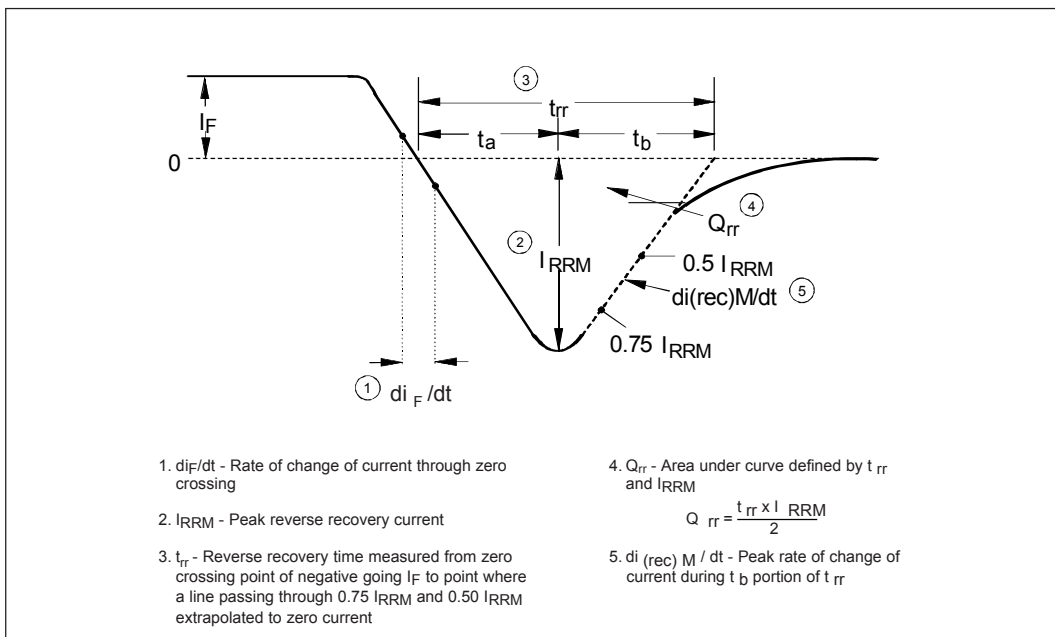 3
trr
IF
ta
tb
0
4
Qrr
2 IRRM
0.5 IRRM
di(rec)M/dt 5
0.75 IRRM
1 di F /dt
1. diF/dt - Rate of change of current through zero
crossing
2. IRRM - Peak reverse recovery current
3. trr - Reverse recovery time measured from zero
crossing point of negative going IF to point where
a line passing through 0.75 IRRM and 0.50 IRRM
extrapolated to zero current
4. Qrr - Area under curve defined by t rr
and IRRM
Q rr = t rr x I RRM
2
5. di (rec) M / dt - Peak rate of change of
current during t b portion of t rr